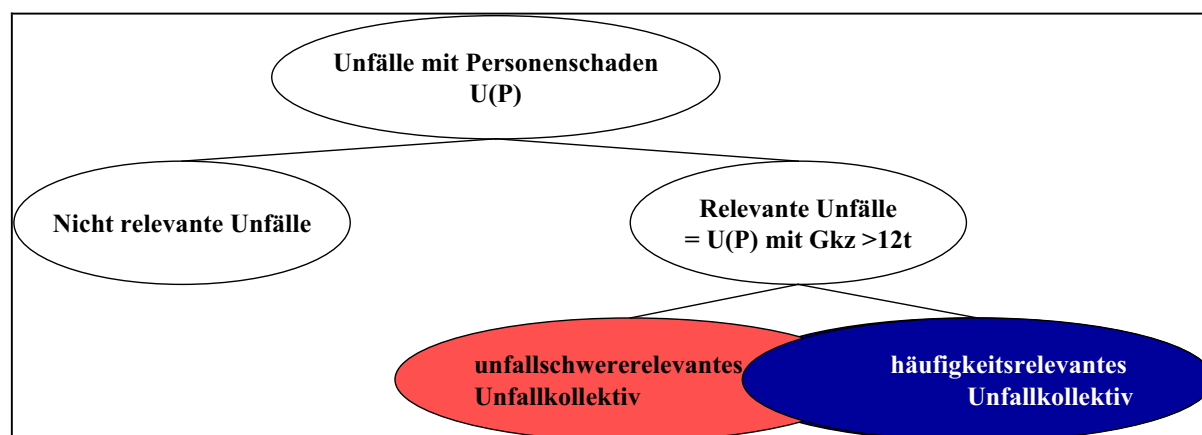 Unfälle mit Personenschaden
U(P)
Nicht relevante Unfälle
Relevante Unfälle
= U(P) mit Gkz >12t
unfallschwererelevantes
Unfallkollektiv
häufigkeitsrelevantes
Unfallkollektiv